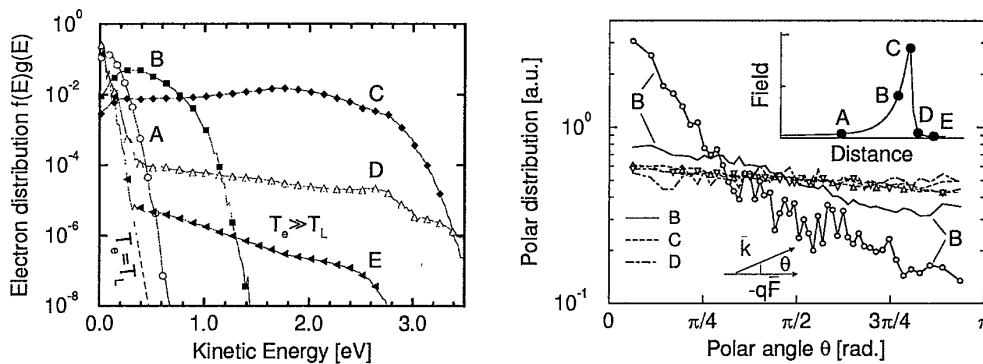 Electron distribution f(E)g(E)
10^0
10^-2
10^-4
10^-6
10^-8
B
A
C
D
E
T_e≫T_L
T_e=T_L
0.0
1.0
2.0
3.0
Kinetic Energy [eV]
Polar distribution [a.u.]
10^0
10^-1
B
B
Field
A
B
C
D
E
Distance
B
C
D
k̄
θ
-qF̄
0
π/4
π/2
3π/4
π
Polar angle θ [rad.]